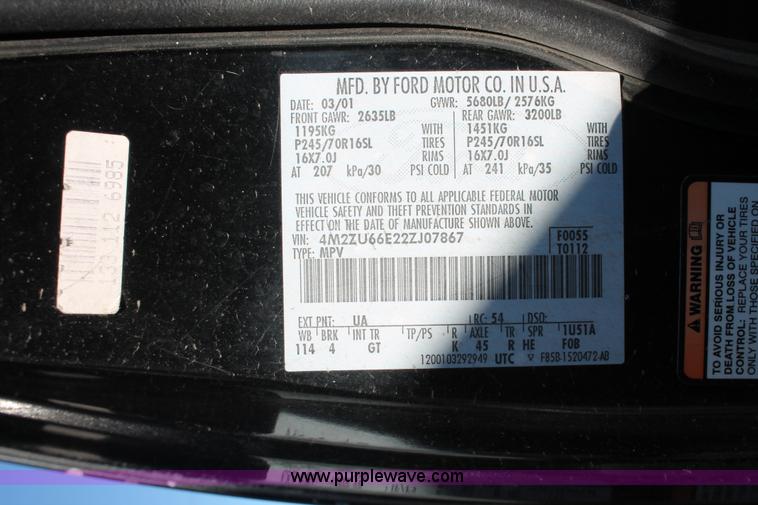 MFD. BY FORD MOTOR CO. IN U.S.A.
DATE: 03/01 GVWR: 5680LB/ 2576KG
FRONT GAWR: 2635LB REAR GAWR: 3200LB
1195KG WITH 1451KG WITH
P245/70R16SL TIRES P245/70R16SL TIRES
16X7.0J RIMS 16X7.0J RIMS
AT 207 kPa/30 PSI COLD AT 241 kPa/35 PSI COLD
THIS VEHICLE CONFORMS TO ALL APPLICABLE FEDERAL MOTOR
VEHICLE SAFETY AND THEFT PREVENTION STANDARDS IN
EFFECT ON THE DATE OF MANUFACTURE SHOWN ABOVE.
VIN: 4M2ZU66E22ZJ07867 F0055
TYPE: MPV T0112
EXT PNT: UA RC: 54 DSO:
WB BRK INT TR TP/PS R AXLE TR SPR 1U51A
114 4 GT K 45 R HE F0B
1200103292949 UTC F85B-1520472-AB
133 112 6985
WARNING
TO AVOID SERIOUS INJURY OR
DEATH FROM LOSS OF VEHICLE
CONTROL: REPLACE YOUR TIRES
ONLY WITH THOSE SPECIFIED ON
www.purplewave.com